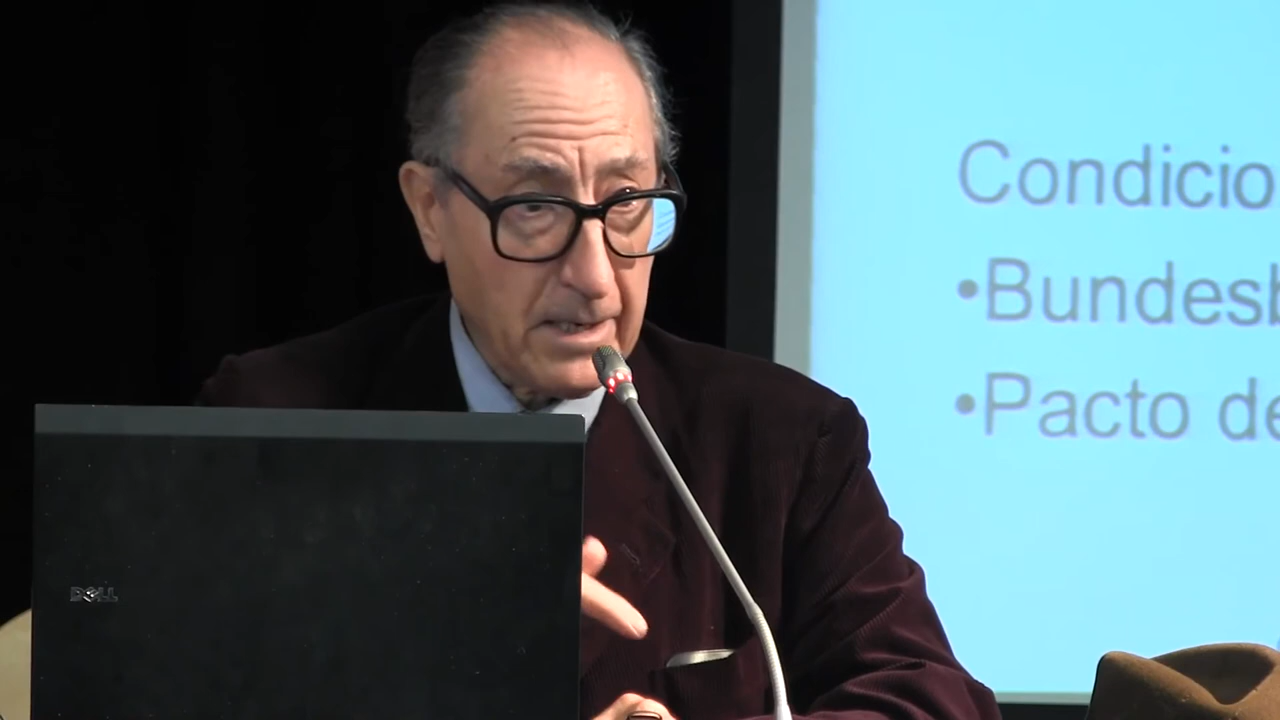 Condicio
•Bundesb
•Pacto de
DELL